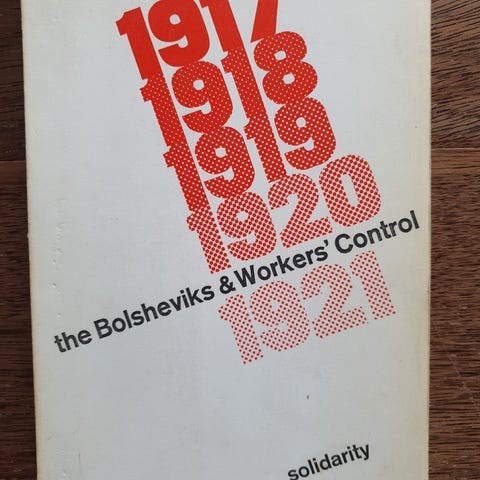 1917
1918
1919
1920
the Bolsheviks & Workers' Control
1921
solidarity